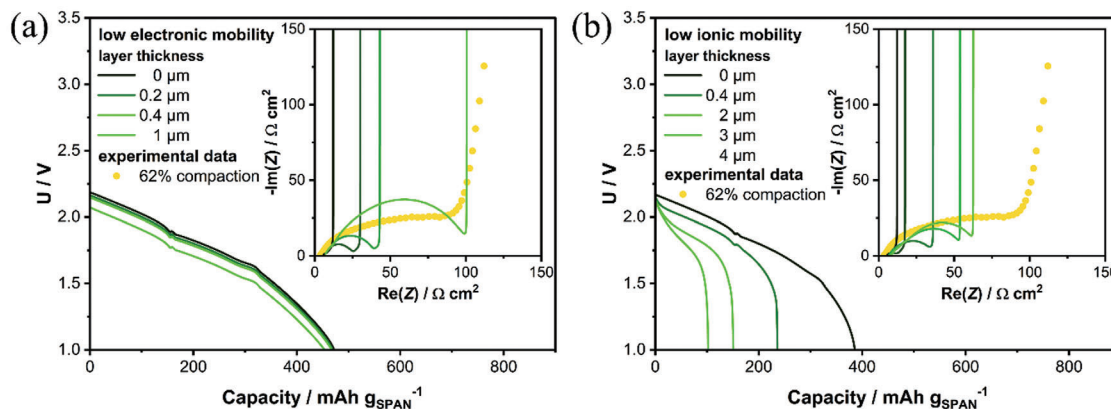 (a)
3.5
3.0
2.5
2.0
1.5
1.0
U / V
0
200
400
600
800
Capacity / mAh gSPAN-1
low electronic mobility
layer thickness
0 µm
0.2 µm
0.4 µm
1 µm
experimental data
62% compaction
150
100
50
0
-Im(Z) / Ω cm2
0
50
100
150
Re(Z) / Ω cm2
(b)
3.5
3.0
2.5
2.0
1.5
1.0
U / V
0
200
400
600
800
Capacity / mAh gSPAN-1
low ionic mobility
layer thickness
0 µm
0.4 µm
2 µm
3 µm
4 µm
experimental data
62% compaction
150
100
50
0
-Im(Z) / Ω cm2
0
50
100
150
Re(Z) / Ω cm2